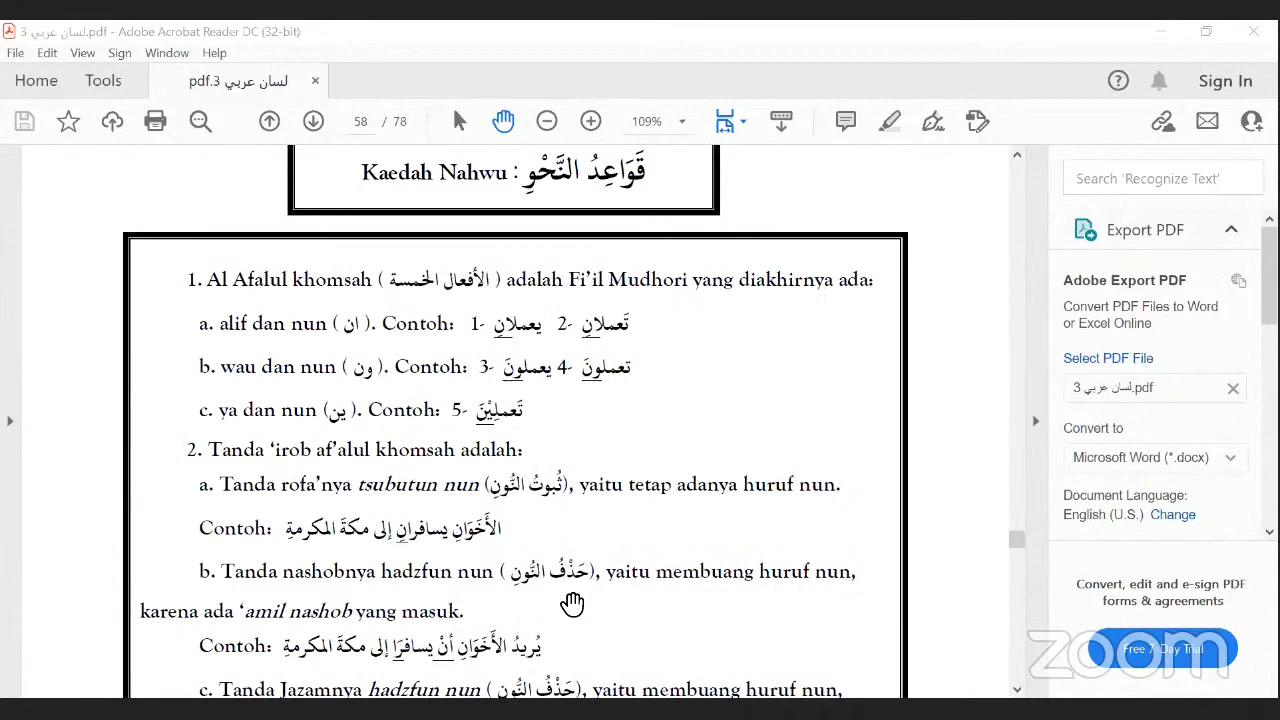 لسان عربي 3.pdf - Adobe Acrobat Reader DC (32-bit)
File Edit View Sign Window Help
Home Tools لسان عربي 3.pdf × Sign In
58 / 78 109%
Kaedah Nahwu : قَوَاعِدُ النَّحْوِ
1. Al Afalul khomsah ( الأفعال الخمسة ) adalah Fi’il Mudhori yang diakhirnya ada:
a. alif dan nun ( ان ). Contoh: 1- يعملانِ 2- تَعملانِ
b. wau dan nun ( ون ). Contoh: 3- يعملونَ 4- تعملونَ
c. ya dan nun (ين ). Contoh: 5- تَعملِيْنَ
2. Tanda ‘irob af’alul khomsah adalah:
a. Tanda rofa’nya tsubutun nun (ثُبوتُ النُّونِ), yaitu tetap adanya huruf nun.
Contoh: الأَخَوَانِ يسافرانِ إلى مكةَ المكرمةِ
b. Tanda nashobnya hadzfun nun ( حَذْفُ النُّونِ), yaitu membuang huruf nun,
karena ada ‘amil nashob yang masuk.
Contoh: يُريدُ الأَخَوَانِ أنْ يسافرَا إلى مكةَ المكرمةِ
c. Tanda Jazamnya hadzfun nun ( حَذْفُ النُّونِ), yaitu membuang huruf nun,
Search 'Recognize Text'
Export PDF
Adobe Export PDF
Convert PDF Files to Word
or Excel Online
Select PDF File
لسان عربي 3.pdf
Convert to
Microsoft Word (*.docx)
Document Language:
English (U.S.) Change
Convert, edit and e-sign PDF
forms & agreements
Free 7-Day Trial
zoom